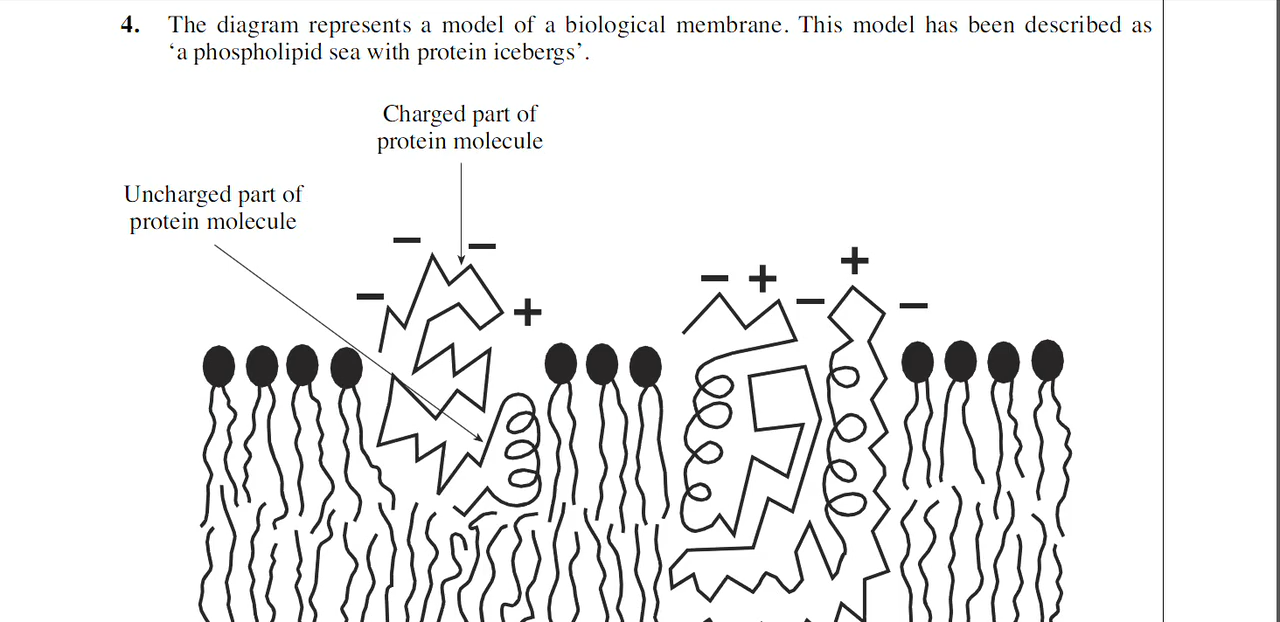 4. The diagram represents a model of a biological membrane. This model has been described as
‘a phospholipid sea with protein icebergs’.
Charged part of
protein molecule
Uncharged part of
protein molecule
− −
− +
− + − + −